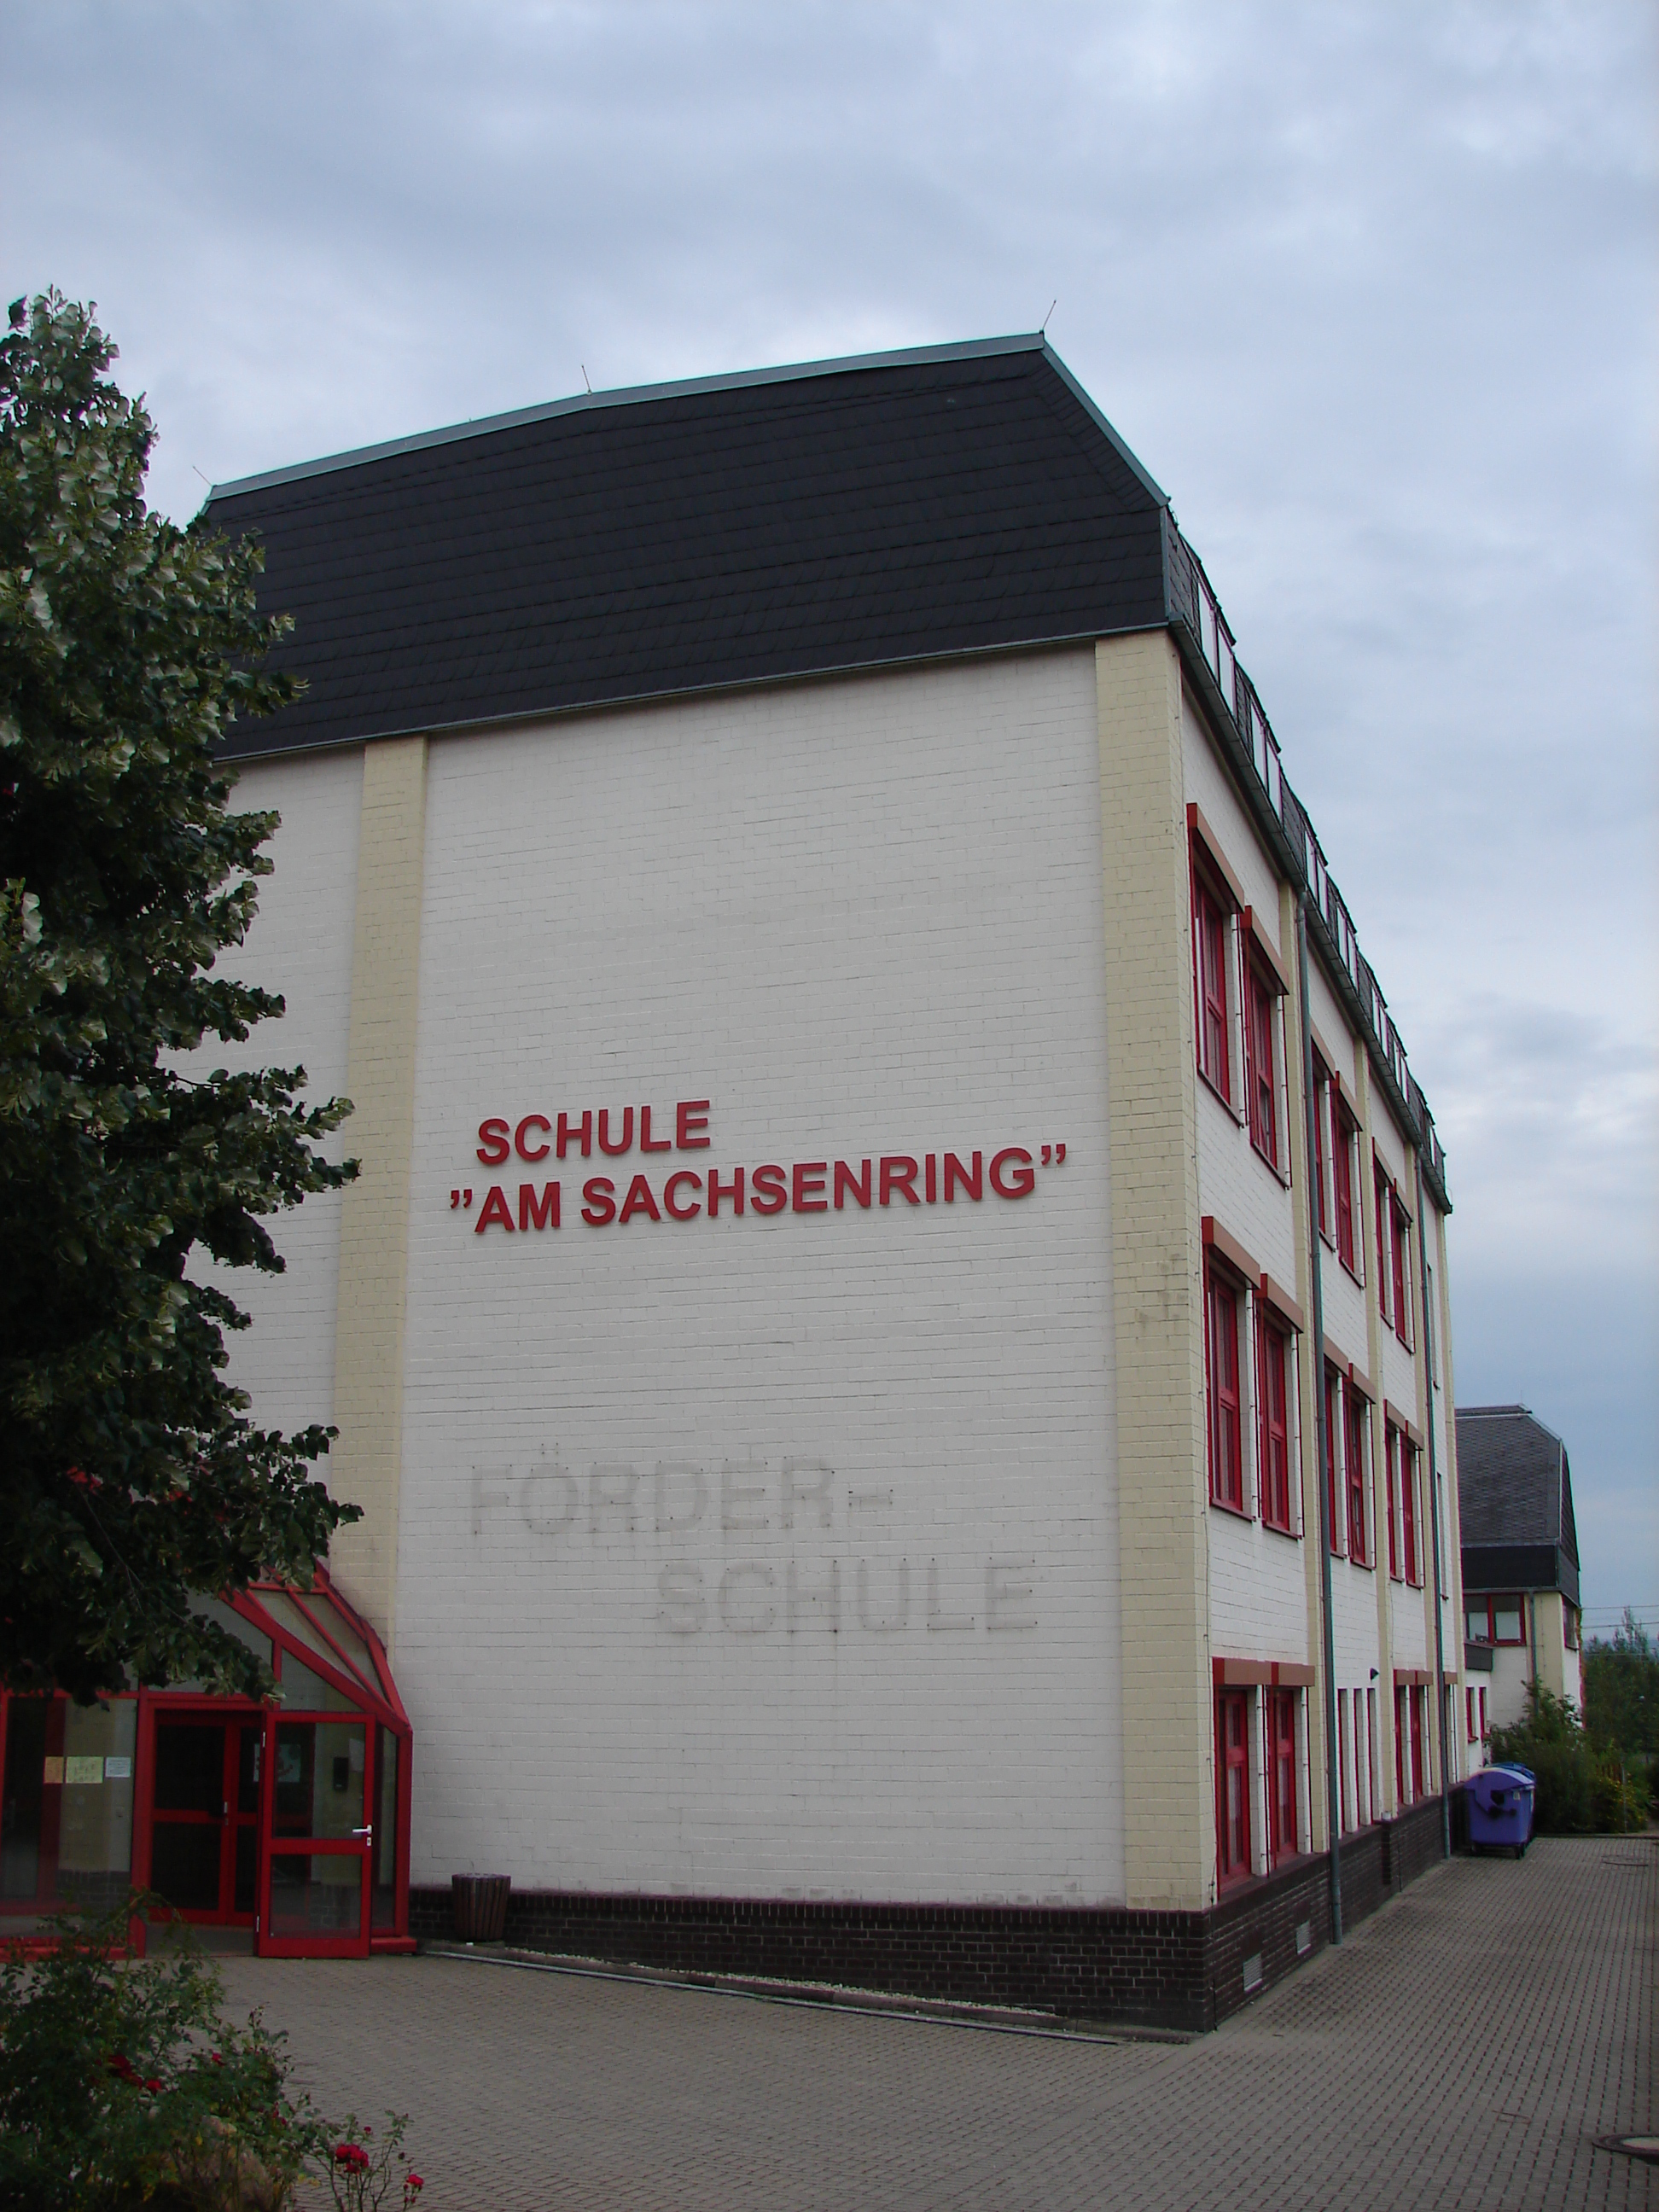 SCHULE
”AM SACHSENRING”
FÖRDER-
SCHULE